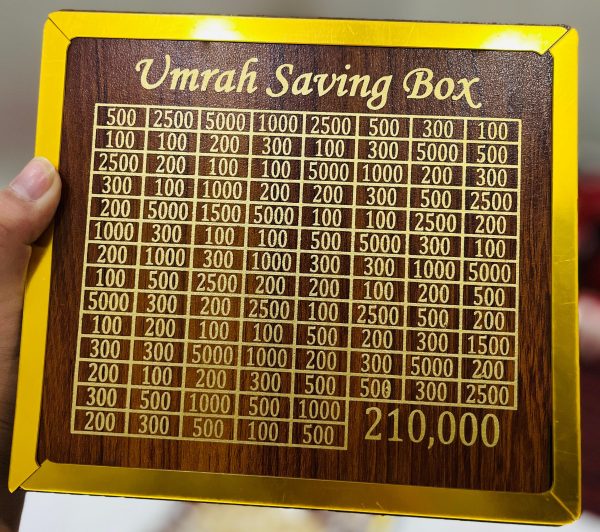 Umrah Saving Box
500 2500 5000 1000 2500 500 300 100
100 100 200 300 100 300 5000 500
2500 200 100 100 5000 1000 200 300
300 100 1000 200 200 300 500 2500
200 5000 1500 5000 100 100 2500 200
1000 300 100 100 500 5000 300 100
200 1000 300 1000 300 300 1000 5000
100 500 2500 200 200 100 200 500
5000 300 200 2500 100 2500 500 200
100 200 100 100 500 200 300 1500
300 300 5000 1000 200 300 5000 200
200 100 200 300 500 500 300 2500
300 500 1000 500 1000
200 300 500 100 500
210,000